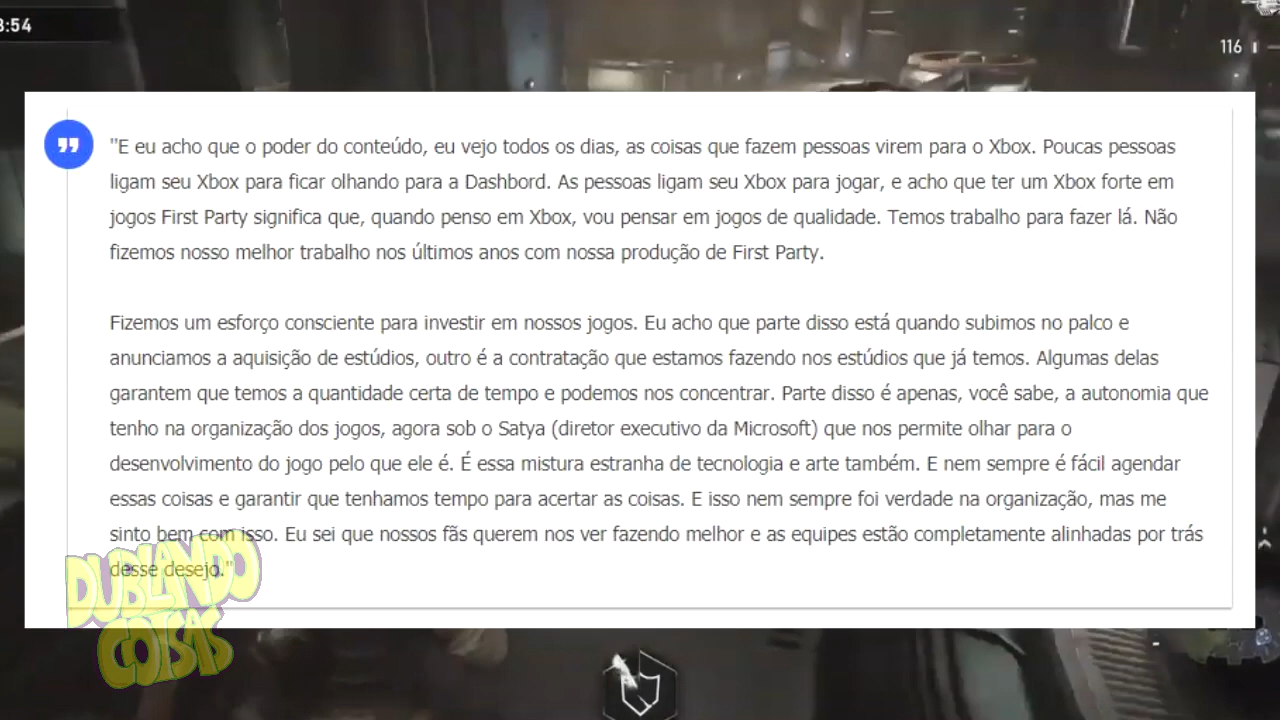 3:54
116
"E eu acho que o poder do conteúdo, eu vejo todos os dias, as coisas que fazem pessoas virem para o Xbox. Poucas pessoas
ligam seu Xbox para ficar olhando para a Dashbord. As pessoas ligam seu Xbox para jogar, e acho que ter um Xbox forte em
jogos First Party significa que, quando penso em Xbox, vou pensar em jogos de qualidade. Temos trabalho para fazer lá. Não
fizemos nosso melhor trabalho nos últimos anos com nossa produção de First Party.
Fizemos um esforço consciente para investir em nossos jogos. Eu acho que parte disso está quando subimos no palco e
anunciamos a aquisição de estúdios, outro é a contratação que estamos fazendo nos estúdios que já temos. Algumas delas
garantem que temos a quantidade certa de tempo e podemos nos concentrar. Parte disso é apenas, você sabe, a autonomia que
tenho na organização dos jogos, agora sob o Satya (diretor executivo da Microsoft) que nos permite olhar para o
desenvolvimento do jogo pelo que ele é. É essa mistura estranha de tecnologia e arte também. E nem sempre é fácil agendar
essas coisas e garantir que tenhamos tempo para acertar as coisas. E isso nem sempre foi verdade na organização, mas me
sinto bem com isso. Eu sei que nossos fãs querem nos ver fazendo melhor e as equipes estão completamente alinhadas por trás
desse desejo."
DUBLANDO
COISAS